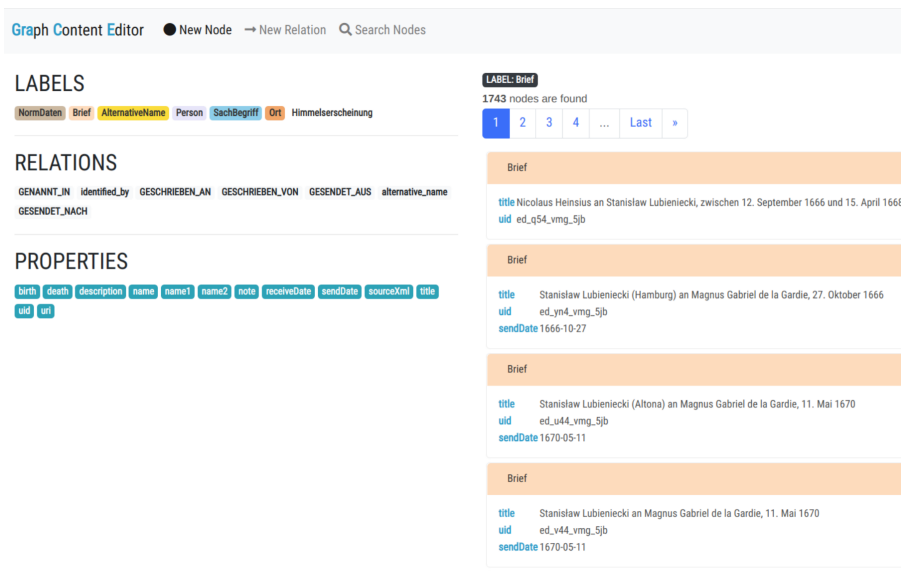 Graph Content Editor New Node New Relation Search Nodes
LABELS
NormDaten Brief AlternativeName Person SachBegriff Ort Himmelserscheinung
RELATIONS
GENANNT_IN identified_by GESCHRIEBEN_AN GESCHRIEBEN_VON GESENDET_AUS alternative_name
GESENDET_NACH
PROPERTIES
birth death description name name1 name2 note receiveDate sendDate sourceXml title
uid uri
LABEL: Brief
1743 nodes are found
1 2 3 4 ... Last »
Brief
title Nicolaus Heinsius an Stanisław Lubieniecki, zwischen 12. September 1666 und 15. April 1668
uid ed_q54_vmg_5jb
Brief
title Stanisław Lubieniecki (Hamburg) an Magnus Gabriel de la Gardie, 27. Oktober 1666
uid ed_yn4_vmg_5jb
sendDate 1666-10-27
Brief
title Stanisław Lubieniecki (Altona) an Magnus Gabriel de la Gardie, 11. Mai 1670
uid ed_u44_vmg_5jb
sendDate 1670-05-11
Brief
title Stanisław Lubieniecki an Magnus Gabriel de la Gardie, 11. Mai 1670
uid ed_v44_vmg_5jb
sendDate 1670-05-11